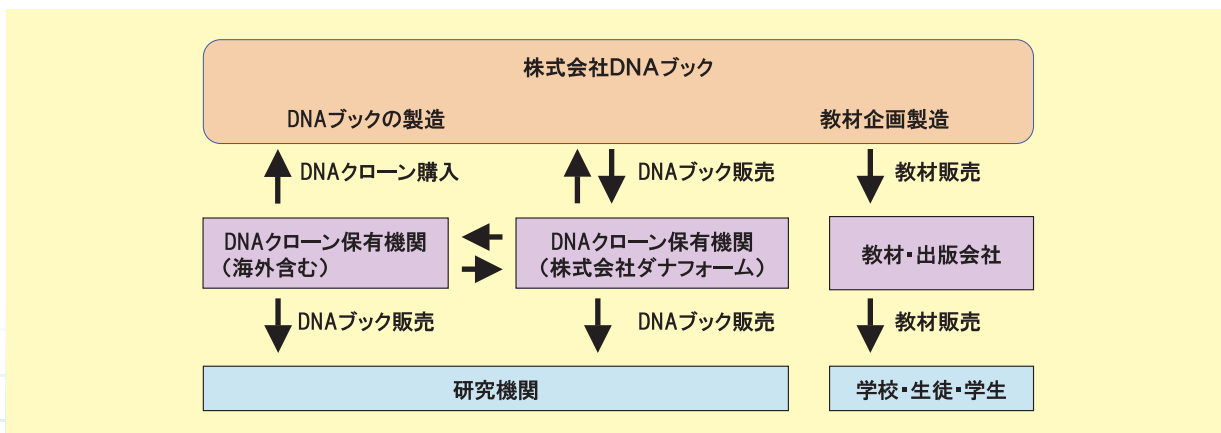 株式会社DNAブック
DNAブックの製造
教材企画製造
DNAクローン購入
DNAブック販売
教材販売
DNAクローン保有機関
（海外含む）
DNAクローン保有機関
（株式会社ダナフォーム）
教材・出版会社
DNAブック販売
DNAブック販売
教材販売
研究機関
学校・生徒・学生